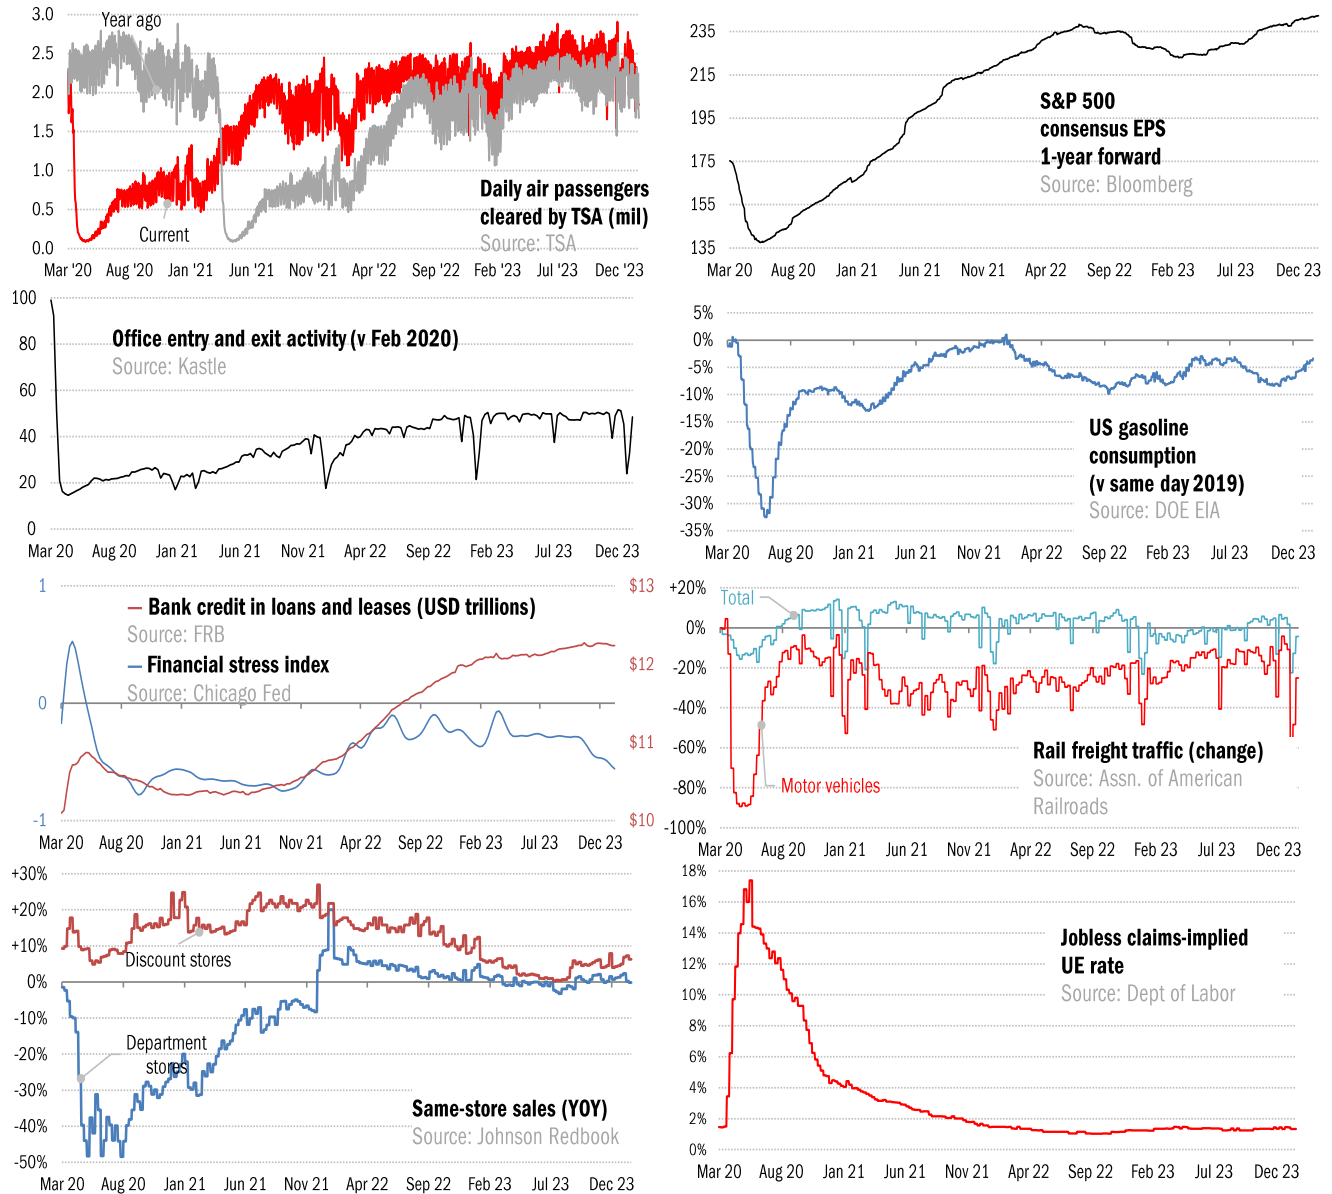 3.0
2.5
2.0
1.5
1.0
0.5
0.0
Year ago
Current
Daily air passengers
cleared by TSA (mil)
Source: TSA
Mar '20 Aug '20 Jan '21 Jun '21 Nov '21 Apr '22 Sep '22 Feb '23 Jul '23 Dec '23
235
215
195
175
155
135
S&P 500
consensus EPS
1-year forward
Source: Bloomberg
Mar 20 Aug 20 Jan 21 Jun 21 Nov 21 Apr 22 Sep 22 Feb 23 Jul 23 Dec 23
100
80
60
40
20
0
Office entry and exit activity (v Feb 2020)
Source: Kastle
Mar 20 Aug 20 Jan 21 Jun 21 Nov 21 Apr 22 Sep 22 Feb 23 Jul 23 Dec 23
5%
0%
-5%
-10%
-15%
-20%
-25%
-30%
-35%
US gasoline
consumption
(v same day 2019)
Source: DOE EIA
Mar 20 Aug 20 Jan 21 Jun 21 Nov 21 Apr 22 Sep 22 Feb 23 Jul 23 Dec 23
1
0
-1
Bank credit in loans and leases (USD trillions)
Source: FRB
Financial stress index
Source: Chicago Fed
$13
$12
$11
$10
Mar 20 Aug 20 Jan 21 Jun 21 Nov 21 Apr 22 Sep 22 Feb 23 Jul 23 Dec 23
+20%
0%
-20%
-40%
-60%
-80%
-100%
Total
Motor vehicles
Rail freight traffic (change)
Source: Assn. of American
Railroads
Mar 20 Aug 20 Jan 21 Jun 21 Nov 21 Apr 22 Sep 22 Feb 23 Jul 23 Dec 23
+30%
+20%
+10%
0%
-10%
-20%
-30%
-40%
-50%
Discount stores
Department
stores
Same-store sales (YOY)
Source: Johnson Redbook
Mar 20 Aug 20 Jan 21 Jun 21 Nov 21 Apr 22 Sep 22 Feb 23 Jul 23 Dec 23
18%
16%
14%
12%
10%
8%
6%
4%
2%
0%
Jobless claims-implied
UE rate
Source: Dept of Labor
Mar 20 Aug 20 Jan 21 Jun 21 Nov 21 Apr 22 Sep 22 Feb 23 Jul 23 Dec 23